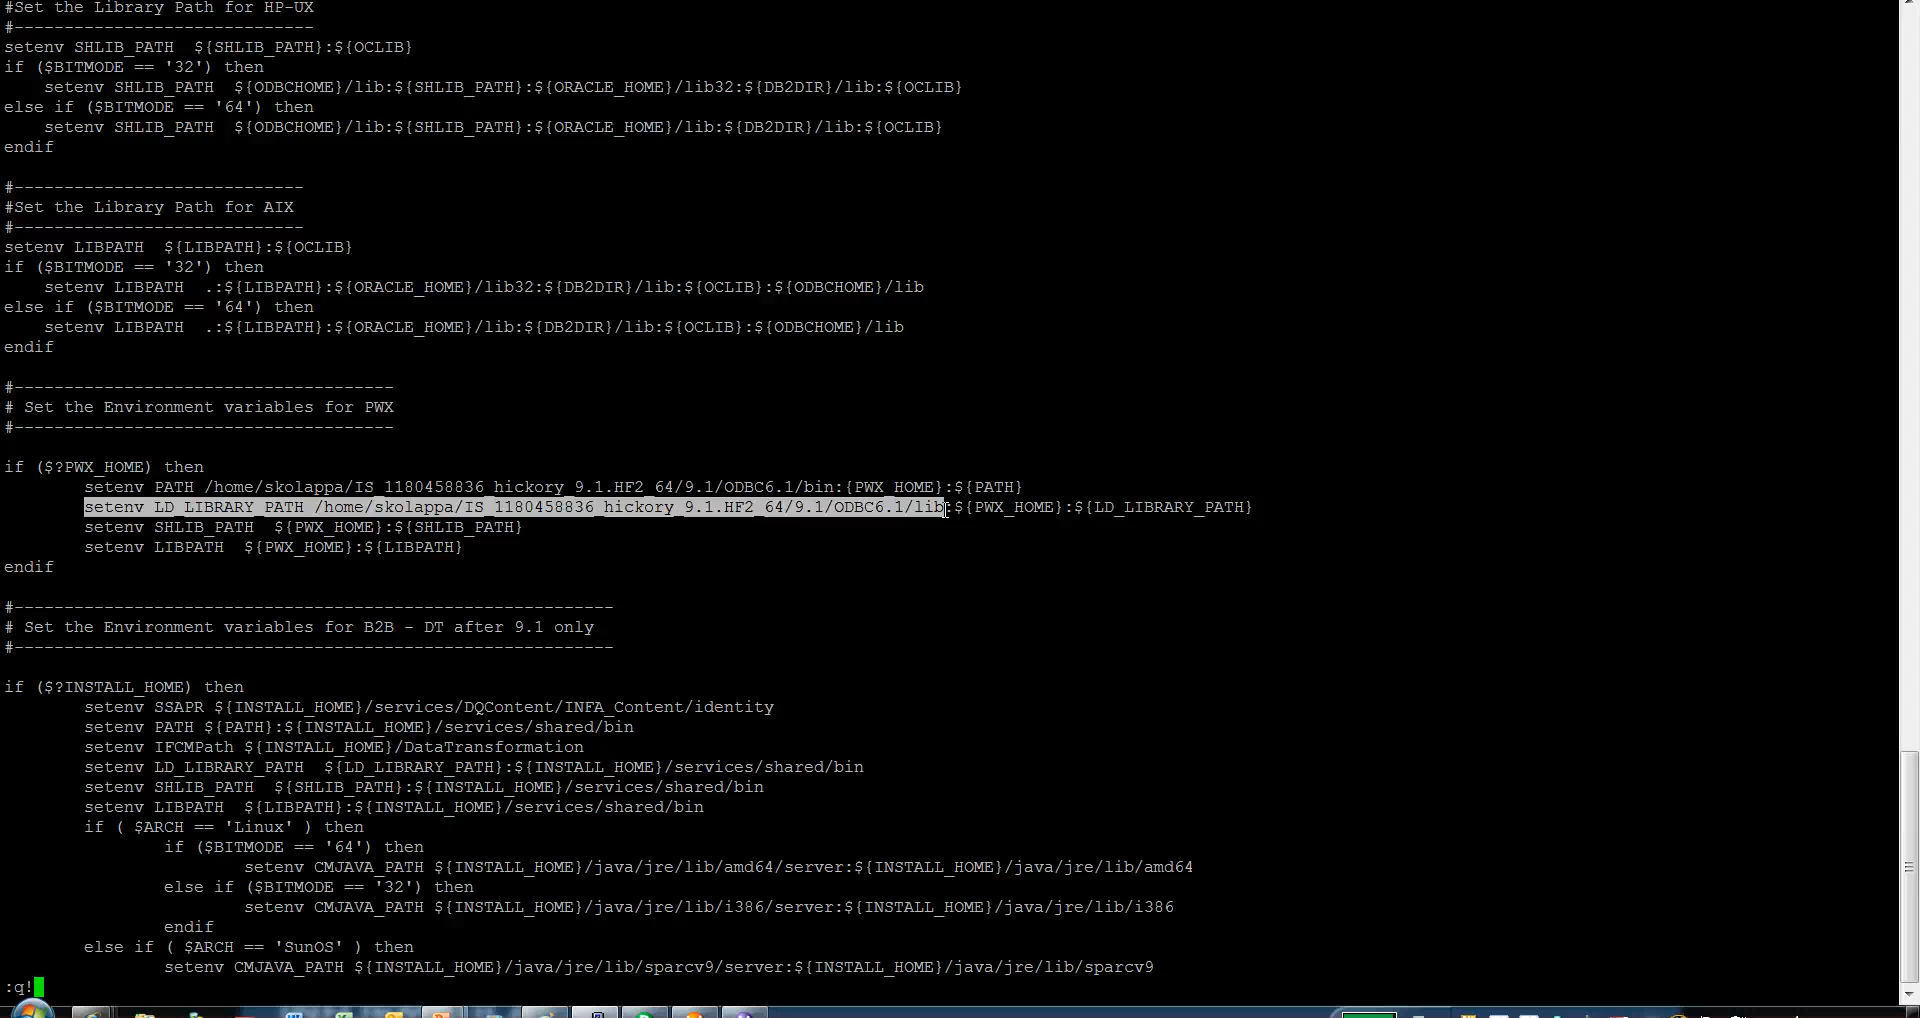 #Set the Library Path for HP-UX
#------------------------------
setenv SHLIB_PATH  ${SHLIB_PATH}:${OCLIB}
if ($BITMODE == '32') then
    setenv SHLIB_PATH  ${ODBCHOME}/lib:${SHLIB_PATH}:${ORACLE_HOME}/lib32:${DB2DIR}/lib:${OCLIB}
else if ($BITMODE == '64') then
    setenv SHLIB_PATH  ${ODBCHOME}/lib:${SHLIB_PATH}:${ORACLE_HOME}/lib:${DB2DIR}/lib:${OCLIB}
endif
#-----------------------------
#Set the Library Path for AIX
#-----------------------------
setenv LIBPATH  ${LIBPATH}:${OCLIB}
if ($BITMODE == '32') then
    setenv LIBPATH  .:${LIBPATH}:${ORACLE_HOME}/lib32:${DB2DIR}/lib:${OCLIB}:${ODBCHOME}/lib
else if ($BITMODE == '64') then
    setenv LIBPATH  .:${LIBPATH}:${ORACLE_HOME}/lib:${DB2DIR}/lib:${OCLIB}:${ODBCHOME}/lib
endif
#--------------------------------------
# Set the Environment variables for PWX
#--------------------------------------
if ($?PWX_HOME) then
        setenv PATH /home/skolappa/IS_1180458836_hickory_9.1.HF2_64/9.1/ODBC6.1/bin:{PWX_HOME}:${PATH}
        setenv LD_LIBRARY_PATH /home/skolappa/IS_1180458836_hickory_9.1.HF2_64/9.1/ODBC6.1/lib:${PWX_HOME}:${LD_LIBRARY_PATH}
        setenv SHLIB_PATH  ${PWX_HOME}:${SHLIB_PATH}
        setenv LIBPATH  ${PWX_HOME}:${LIBPATH}
endif
#------------------------------------------------------------
# Set the Environment variables for B2B - DT after 9.1 only
#------------------------------------------------------------
if ($?INSTALL_HOME) then
        setenv SSAPR ${INSTALL_HOME}/services/DQContent/INFA_Content/identity
        setenv PATH ${PATH}:${INSTALL_HOME}/services/shared/bin
        setenv IFCMPath ${INSTALL_HOME}/DataTransformation
        setenv LD_LIBRARY_PATH  ${LD_LIBRARY_PATH}:${INSTALL_HOME}/services/shared/bin
        setenv SHLIB_PATH  ${SHLIB_PATH}:${INSTALL_HOME}/services/shared/bin
        setenv LIBPATH  ${LIBPATH}:${INSTALL_HOME}/services/shared/bin
        if ( $ARCH == 'Linux' ) then
                if ($BITMODE == '64') then
                        setenv CMJAVA_PATH ${INSTALL_HOME}/java/jre/lib/amd64/server:${INSTALL_HOME}/java/jre/lib/amd64
                else if ($BITMODE == '32') then
                        setenv CMJAVA_PATH ${INSTALL_HOME}/java/jre/lib/i386/server:${INSTALL_HOME}/java/jre/lib/i386
                endif
        else if ( $ARCH == 'SunOS' ) then
                setenv CMJAVA_PATH ${INSTALL_HOME}/java/jre/lib/sparcv9/server:${INSTALL_HOME}/java/jre/lib/sparcv9
:q!